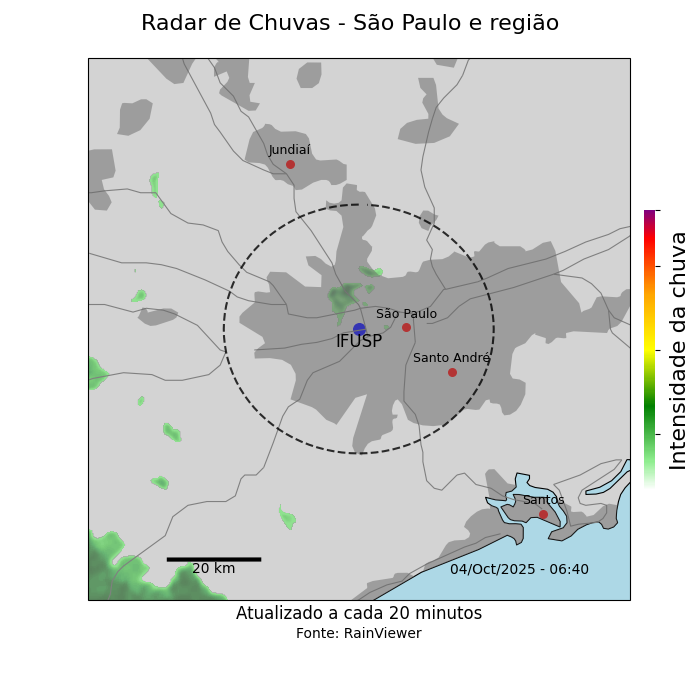 Radar de Chuvas - São Paulo e região
Jundiaí
São Paulo
IFUSP
Santo André
Intensidade da chuva
Santos
20 km
04/Oct/2025 - 06:40
Atualizado a cada 20 minutos
Fonte: RainViewer